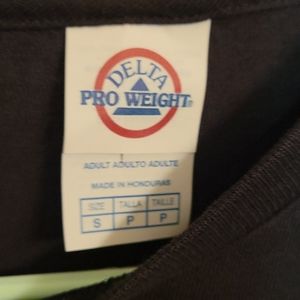 DELTA
PRO WEIGHT®
ADULT ADULTO ADULTE
MADE IN HONDURAS
SIZE TALLA TAILLE
S P P